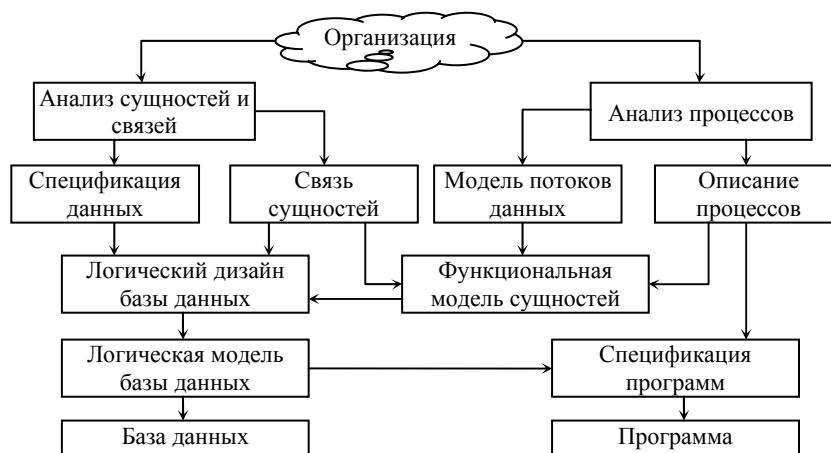 Организация
Анализ сущностей и
связей
Анализ процессов
Спецификация
данных
Связь
сущностей
Модель потоков
данных
Описание
процессов
Логический дизайн
базы данных
Функциональная
модель сущностей
Логическая модель
базы данных
Спецификация
программ
База данных
Программа